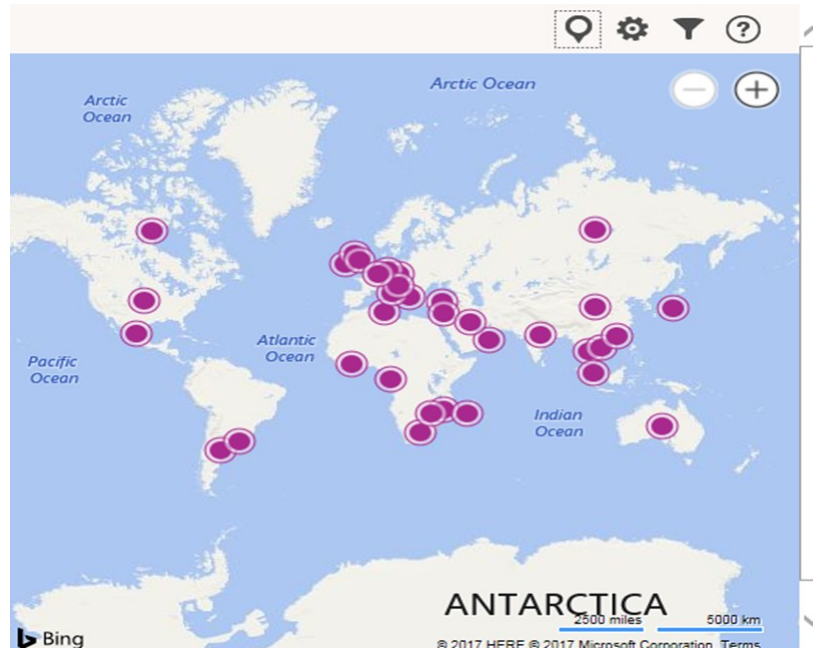 ?
Arctic Ocean
Arctic
Ocean
Atlantic
Ocean
Pacific
Ocean
Indian
Ocean
ANTARCTICA
2500 miles 5000 km
Bing
© 2017 HERE © 2017 Microsoft Corporation Terms